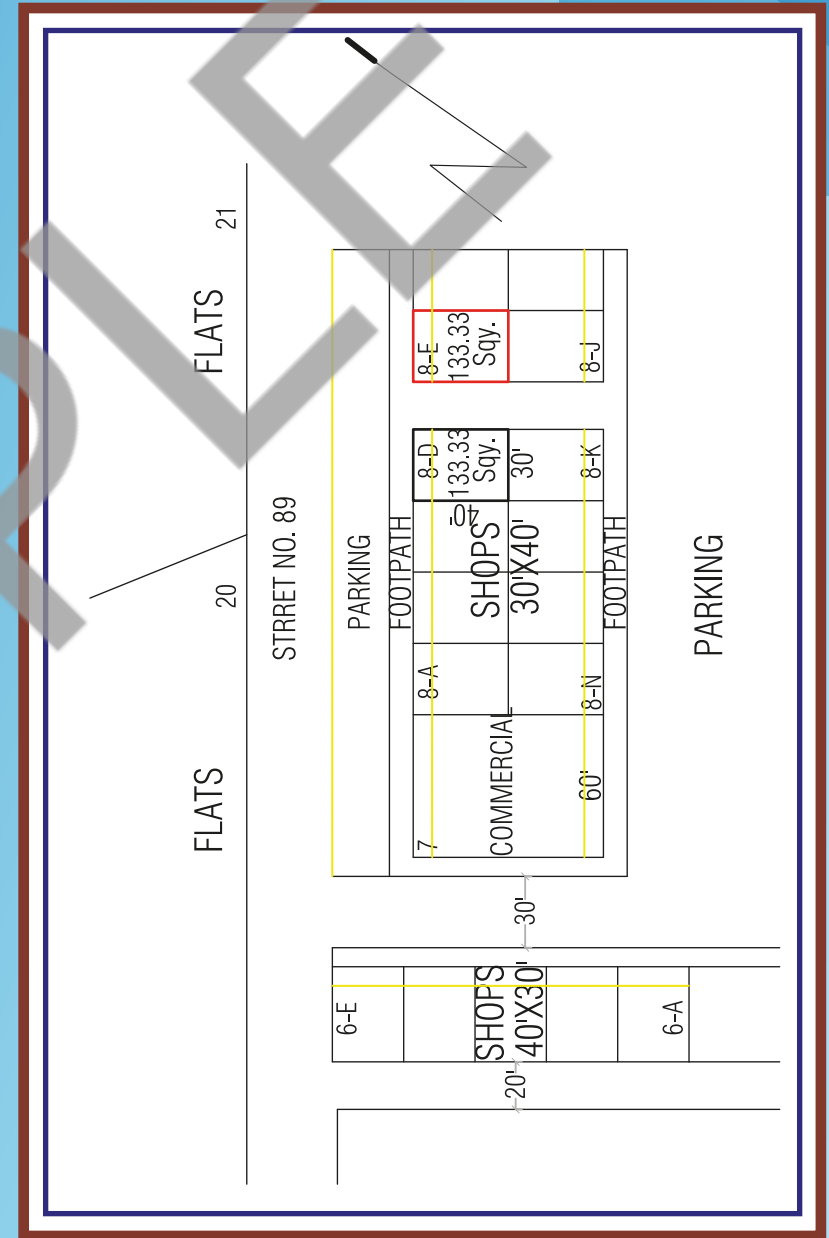 21
FLATS
8-E
133.33
Sqy.
8-J
8-D
133.33
Sqy.
30'
8-K
40'
STRRET NO. 89
PARKING
FOOTPATH
SHOPS
30'X40'
FOOTPATH
PARKING
20
8-A
8-N
FLATS
7
COMMERCIAL
60'
30'
6-E
SHOPS
40'X30'
6-A
20'
PLE